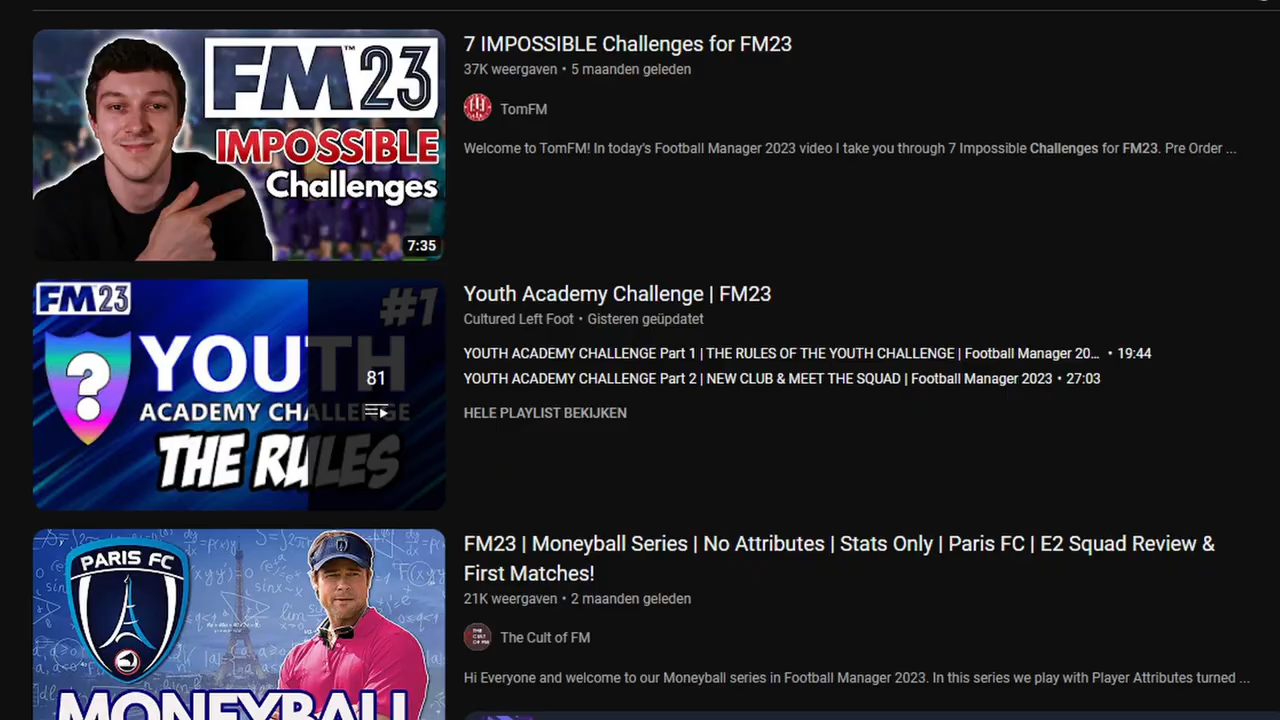 FM™23
IMPOSSIBLE
Challenges
7:35
7 IMPOSSIBLE Challenges for FM23
37K weergaven • 5 maanden geleden
TomFM
Welcome to TomFM! In today's Football Manager 2023 video I take you through 7 Impossible Challenges for FM23. Pre Order ...
FM23
#1
?
YOUTH
81
ACADEMY CHALLENGE
THE RULES
Youth Academy Challenge | FM23
Cultured Left Foot • Gisteren geüpdatet
YOUTH ACADEMY CHALLENGE Part 1 | THE RULES OF THE YOUTH CHALLENGE | Football Manager 20... • 19:44
YOUTH ACADEMY CHALLENGE Part 2 | NEW CLUB & MEET THE SQUAD | Football Manager 2023 • 27:03
HELE PLAYLIST BEKIJKEN
PARIS FC
MONEYBALL
FM23 | Moneyball Series | No Attributes | Stats Only | Paris FC | E2 Squad Review &
First Matches!
21K weergaven • 2 maanden geleden
The Cult of FM
Hi Everyone and welcome to our Moneyball series in Football Manager 2023. In this series we play with Player Attributes turned ...